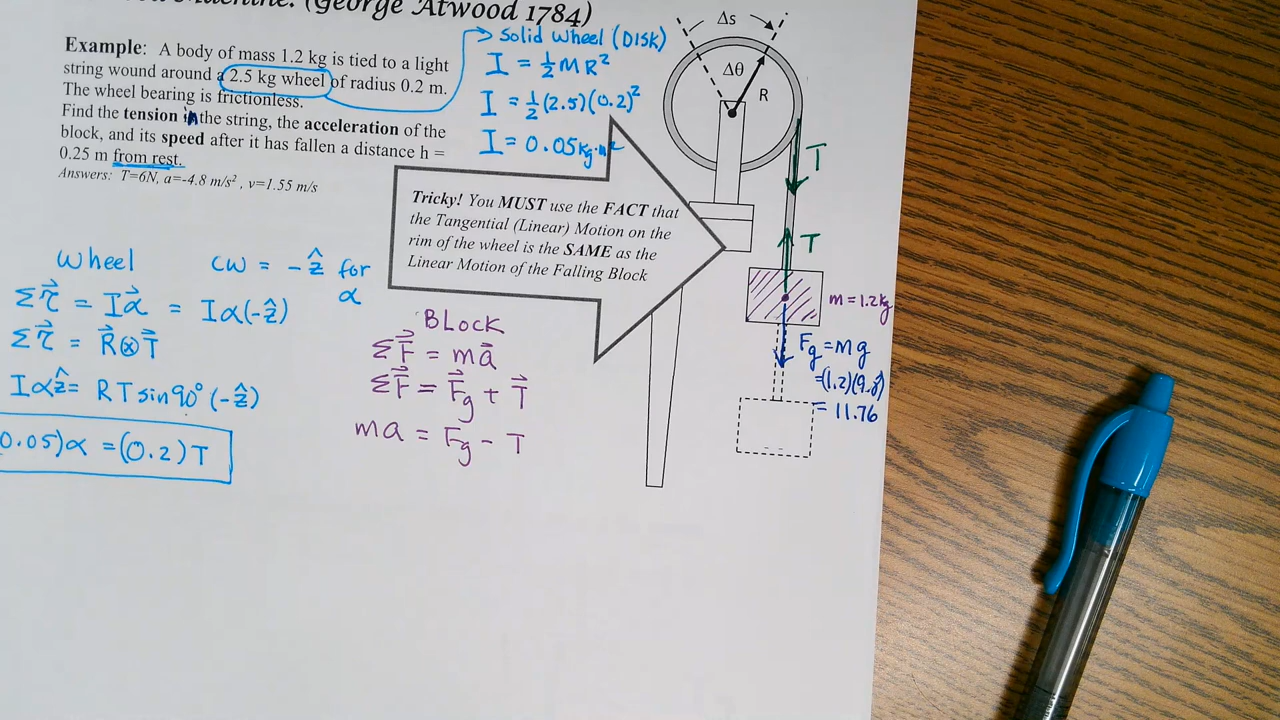 Machine. (George Atwood 1784)
Example: A body of mass 1.2 kg is tied to a light
string wound around a 2.5 kg wheel of radius 0.2 m.
The wheel bearing is frictionless.
Find the tension in the string, the acceleration of the
block, and its speed after it has fallen a distance h =
0.25 m from rest.
Answers: T=6N, a=-4.8 m/s², v=1.55 m/s
Solid wheel (DISK)
I = ½MR²
I = ½(2.5)(0.2)²
I = 0.05 kg·m²
Tricky! You MUST use the FACT that
the Tangential (Linear) Motion on the
rim of the wheel is the SAME as the
Linear Motion of the Falling Block
Δs
Δθ
R
T
T
m = 1.2 kg
Fg = mg
= (1.2)(9.8)
= 11.76
Wheel
CW = -ẑ for α
Στ⃗ = Iα⃗ = Iα(-ẑ)
Στ⃗ = R⃗⊗T⃗
Iαẑ = RT sin90° (-ẑ)
0.05)α = (0.2)T
BLOCK
ΣF⃗ = ma⃗
ΣF⃗ = F⃗g + T⃗
ma = Fg - T